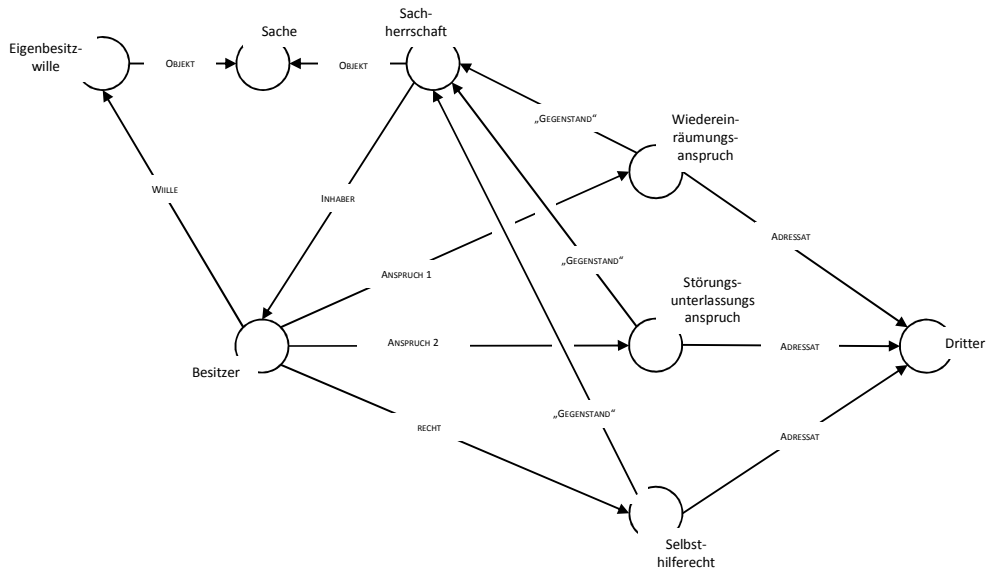 Sach-
herrschaft
Sache
Eigenbesitz-
wille
OBJEKT
OBJEKT
„GEGENSTAND“
Wiederein-
räumungs-
anspruch
WIILLE
INHABER
ADRESSAT
„GEGENSTAND“
ANSPRUCH 1
Störungs-
unterlassungs
anspruch
ANSPRUCH 2
ADRESSAT
Dritter
Besitzer
„GEGENSTAND“
RECHT
ADRESSAT
Selbst-
hilferecht